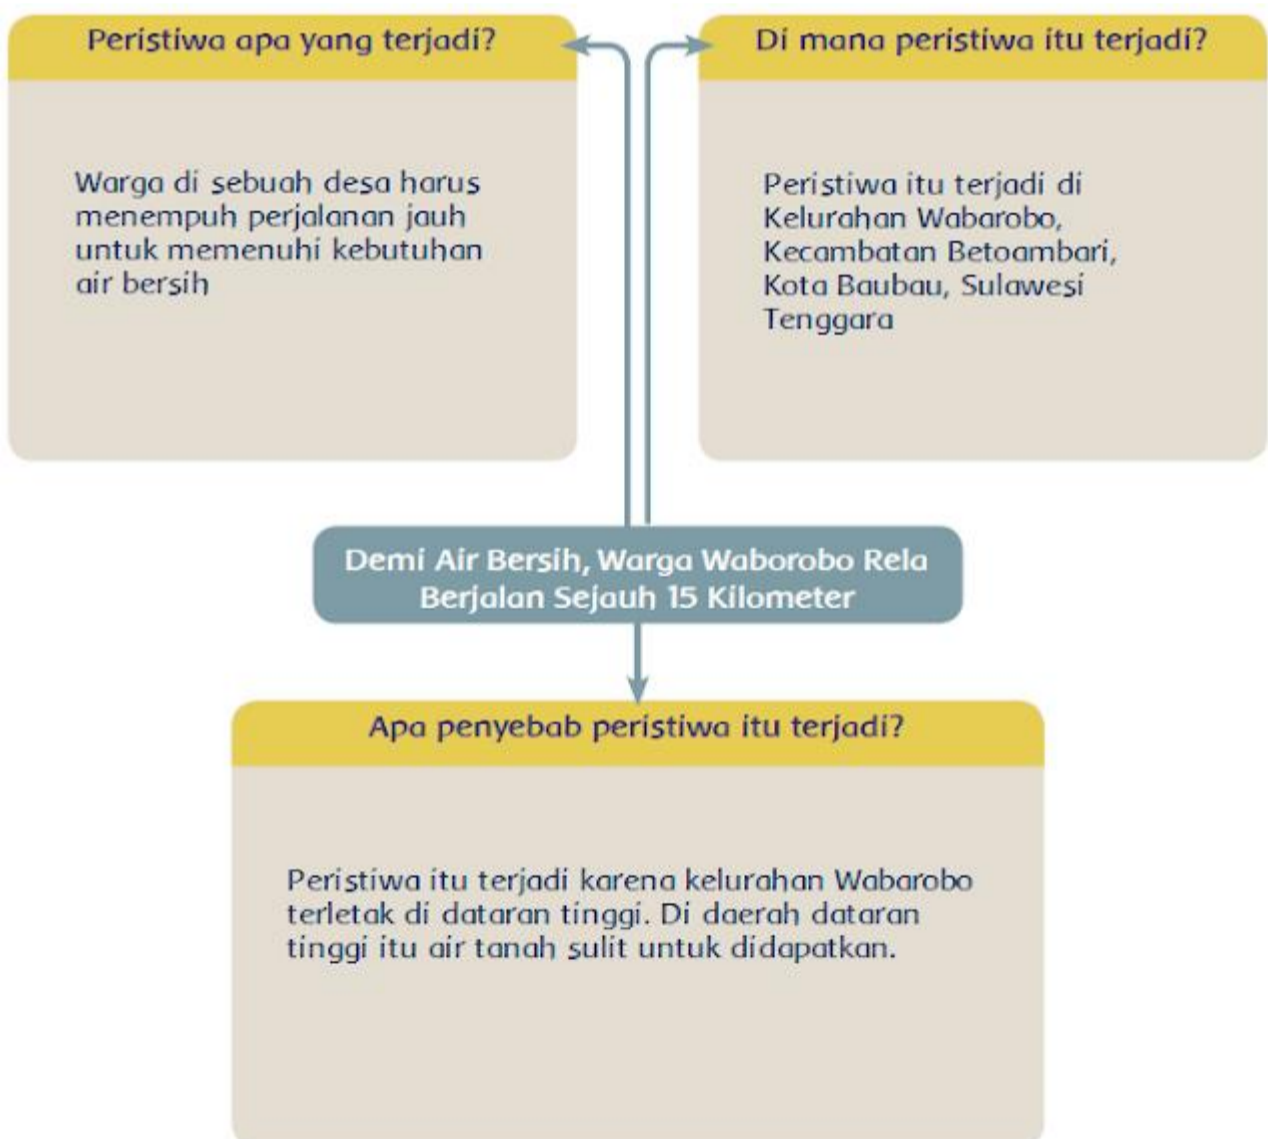 Peristiwa apa yang terjadi?
Warga di sebuah desa harus
menempuh perjalanan jauh
untuk memenuhi kebutuhan
air bersih
Di mana peristiwa itu terjadi?
Peristiwa itu terjadi di
Kelurahan Wabarobo,
Kecambatan Betoambari,
Kota Baubau, Sulawesi
Tenggara
Demi Air Bersih, Warga Waborobo Rela
Berjalan Sejauh 15 Kilometer
Apa penyebab peristiwa itu terjadi?
Peristiwa itu terjadi karena kelurahan Wabarobo
terletak di dataran tinggi. Di daerah dataran
tinggi itu air tanah sulit untuk didapatkan.